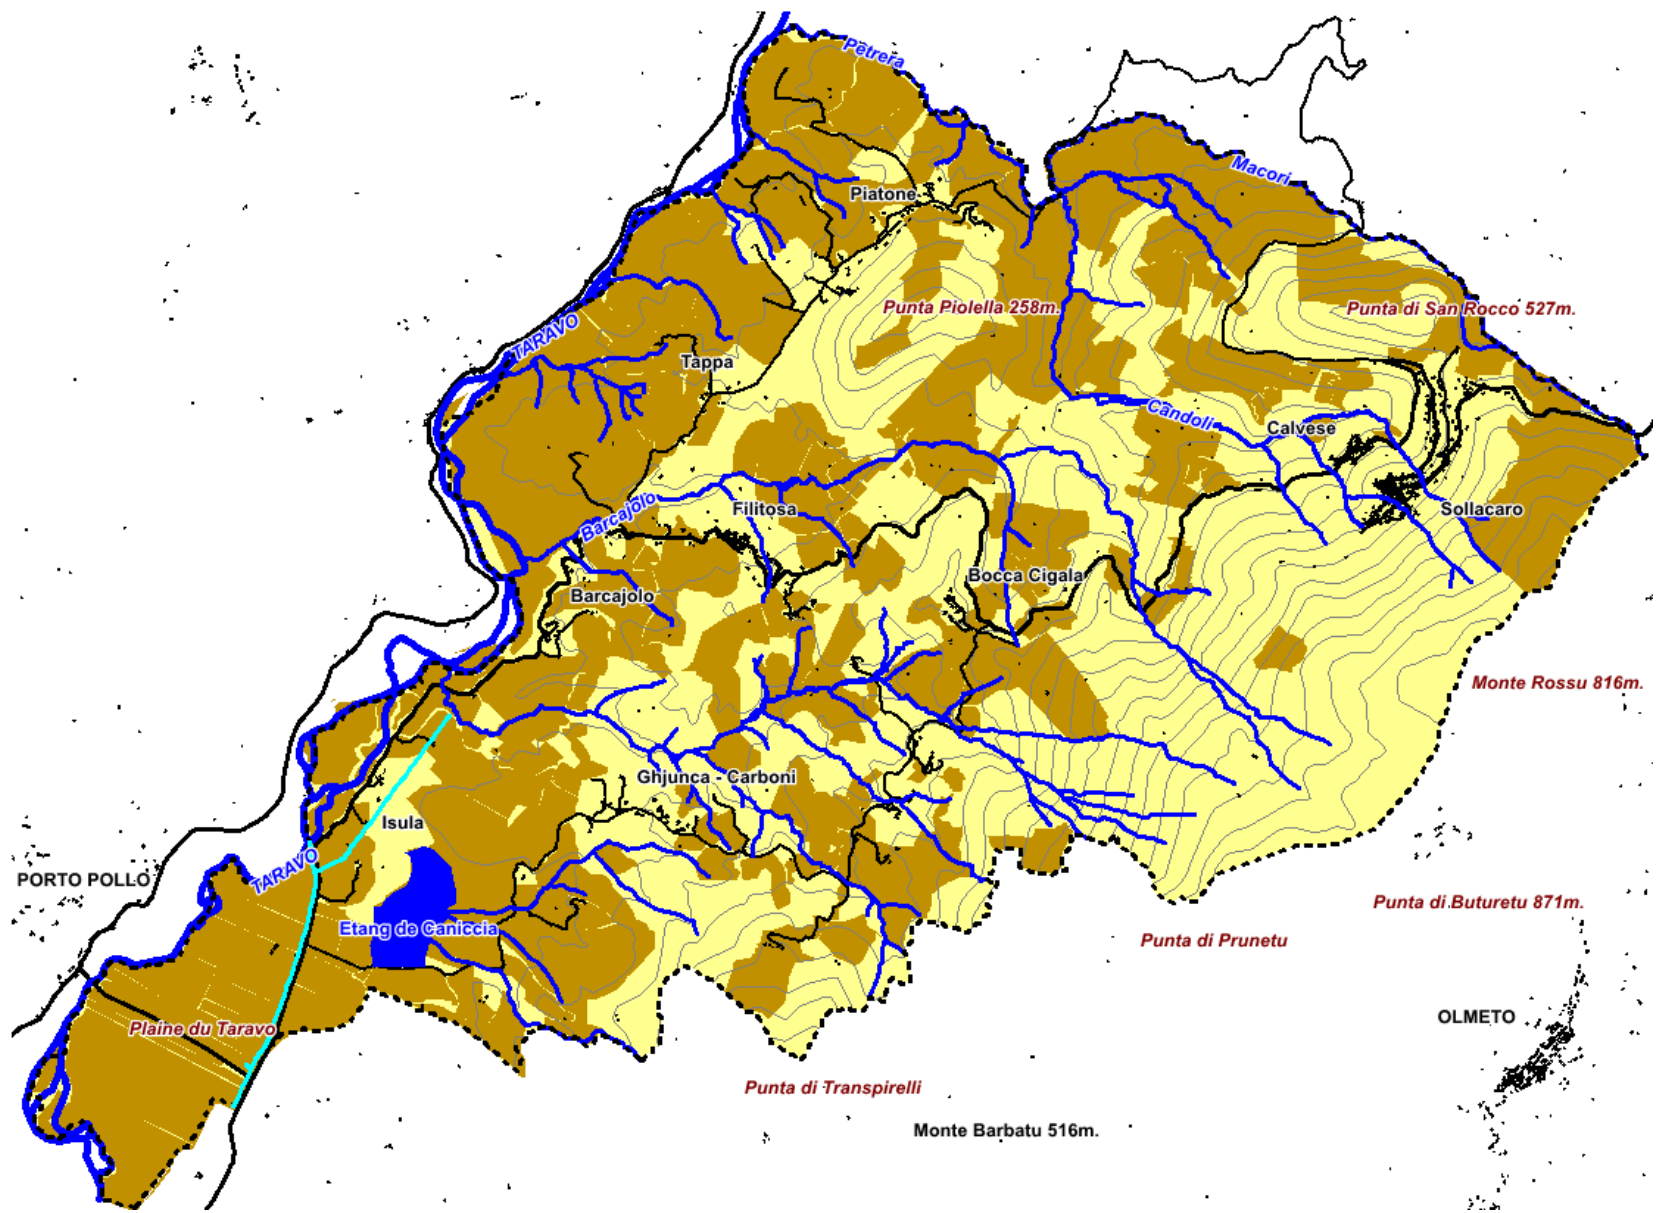 Petrera
Macori
Piatone
Punta Piolella 258m.
Punta di San Rocco 527m.
TARAVO
Tappa
Candoli
Calvese
Barcajolo
Filitosa
Sollacaro
Bocca Cigala
Barcajolo
Monte Rossu 816m.
Ghjunca - Carboni
Isula
TARAVO
PORTO POLLO
Punta di Buturetu 871m.
Etang de Caniccia
Punta di Prunetu
OLMETO
Plaine du Taravo
Punta di Transpirelli
Monte Barbatu 516m.